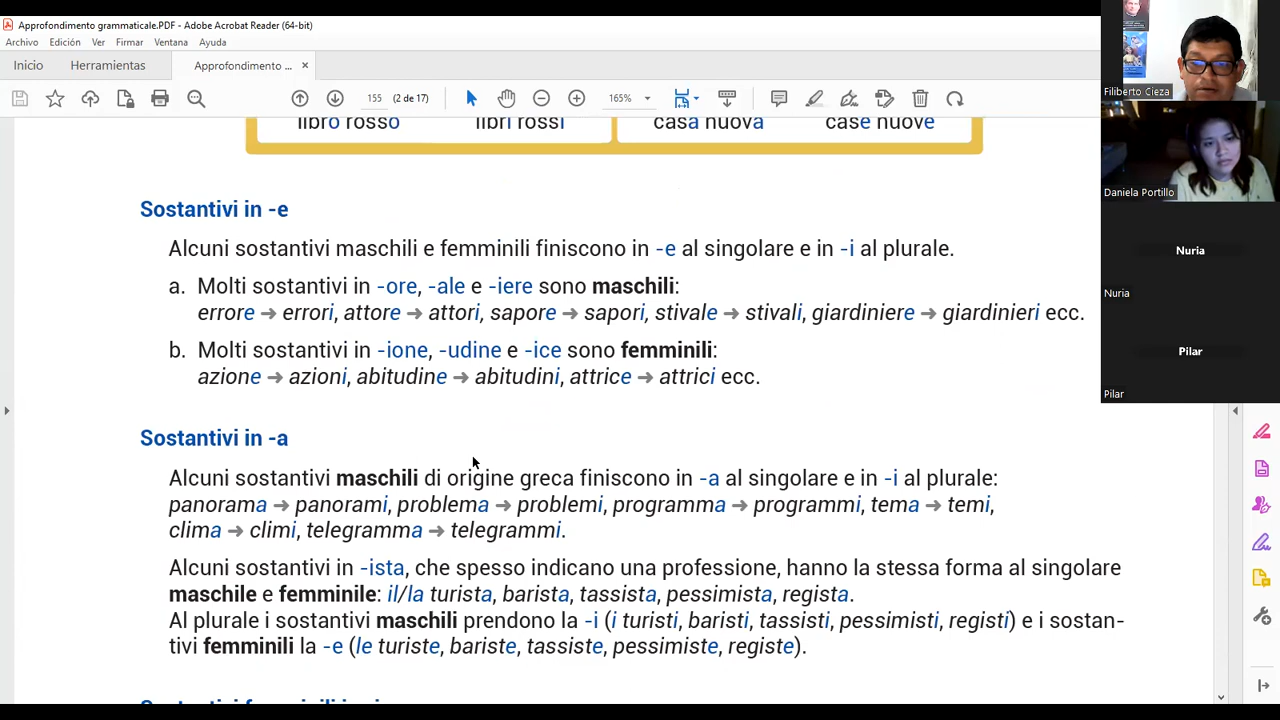 Approfondimento grammaticale.PDF - Adobe Acrobat Reader (64-bit)
Archivo Edición Ver Firmar Ventana Ayuda
Inicio Herramientas Approfondimento ... ×
155 (2 de 17) 165%
libro rosso libri rossi casa nuova case nuove
Sostantivi in -e
Alcuni sostantivi maschili e femminili finiscono in -e al singolare e in -i al plurale.
a. Molti sostantivi in -ore, -ale e -iere sono maschili:
errore ➜ errori, attore ➜ attori, sapore ➜ sapori, stivale ➜ stivali, giardiniere ➜ giardinieri ecc.
b. Molti sostantivi in -ione, -udine e -ice sono femminili:
azione ➜ azioni, abitudine ➜ abitudini, attrice ➜ attrici ecc.
Sostantivi in -a
Alcuni sostantivi maschili di origine greca finiscono in -a al singolare e in -i al plurale:
panorama ➜ panorami, problema ➜ problemi, programma ➜ programmi, tema ➜ temi,
clima ➜ climi, telegramma ➜ telegrammi.
Alcuni sostantivi in -ista, che spesso indicano una professione, hanno la stessa forma al singolare
maschile e femminile: il/la turista, barista, tassista, pessimista, regista.
Al plurale i sostantivi maschili prendono la -i (i turisti, baristi, tassisti, pessimisti, registi) e i sostan-
tivi femminili la -e (le turiste, bariste, tassiste, pessimiste, registe).
Filiberto Cieza
Daniela Portillo
Nuria
Nuria
Pilar
Pilar